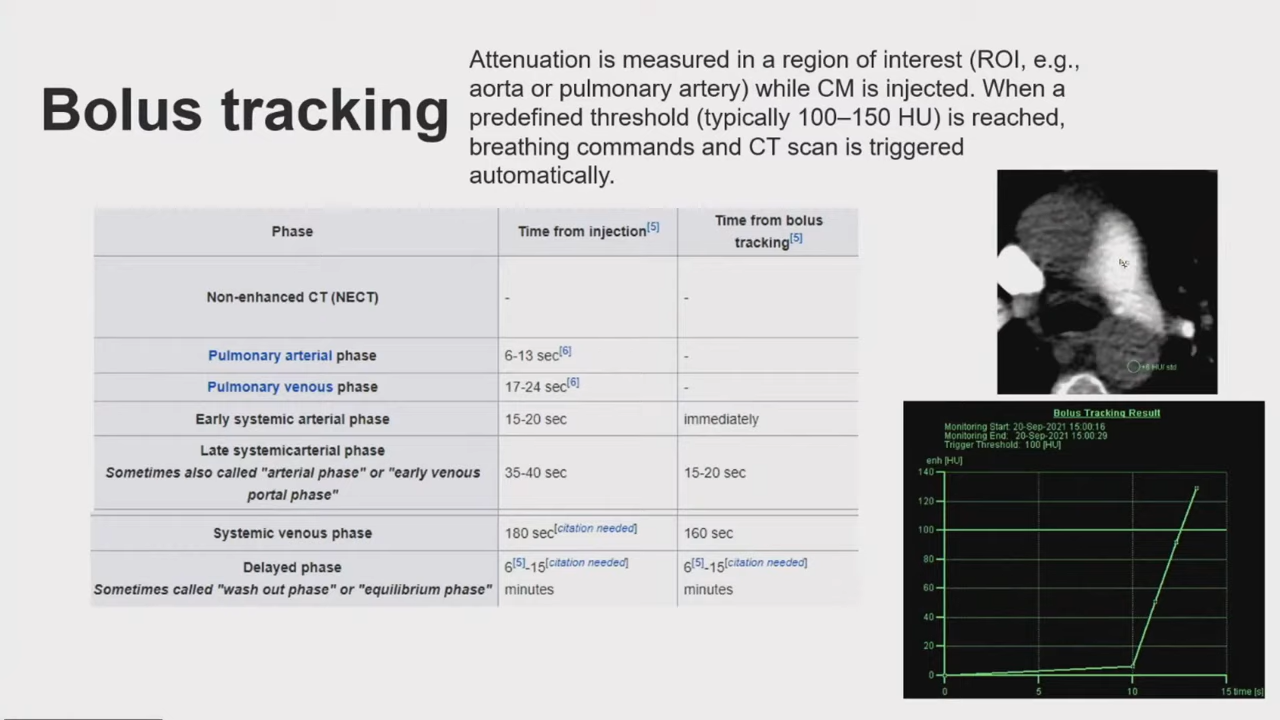 Bolus tracking
Attenuation is measured in a region of interest (ROI, e.g.,
aorta or pulmonary artery) while CM is injected. When a
predefined threshold (typically 100–150 HU) is reached,
breathing commands and CT scan is triggered
automatically.
Phase
Time from injection[5]
Time from bolus
tracking[5]
Non-enhanced CT (NECT)
-
-
Pulmonary arterial phase
6-13 sec[6]
-
Pulmonary venous phase
17-24 sec[6]
-
Early systemic arterial phase
15-20 sec
immediately
Late systemicarterial phase
Sometimes also called "arterial phase" or "early venous
portal phase"
35-40 sec
15-20 sec
Systemic venous phase
180 sec[citation needed]
160 sec
Delayed phase
Sometimes called "wash out phase" or "equilibrium phase"
6[5]-15[citation needed]
minutes
6[5]-15[citation needed]
minutes
Bolus Tracking Result
Monitoring Start: 20-Sep-2021 15:00:16
Monitoring End: 20-Sep-2021 15:00:29
Trigger Threshold: 100 [HU]
enh [HU]
140
120
100
80
60
40
20
0
0
5
10
15 time [s]